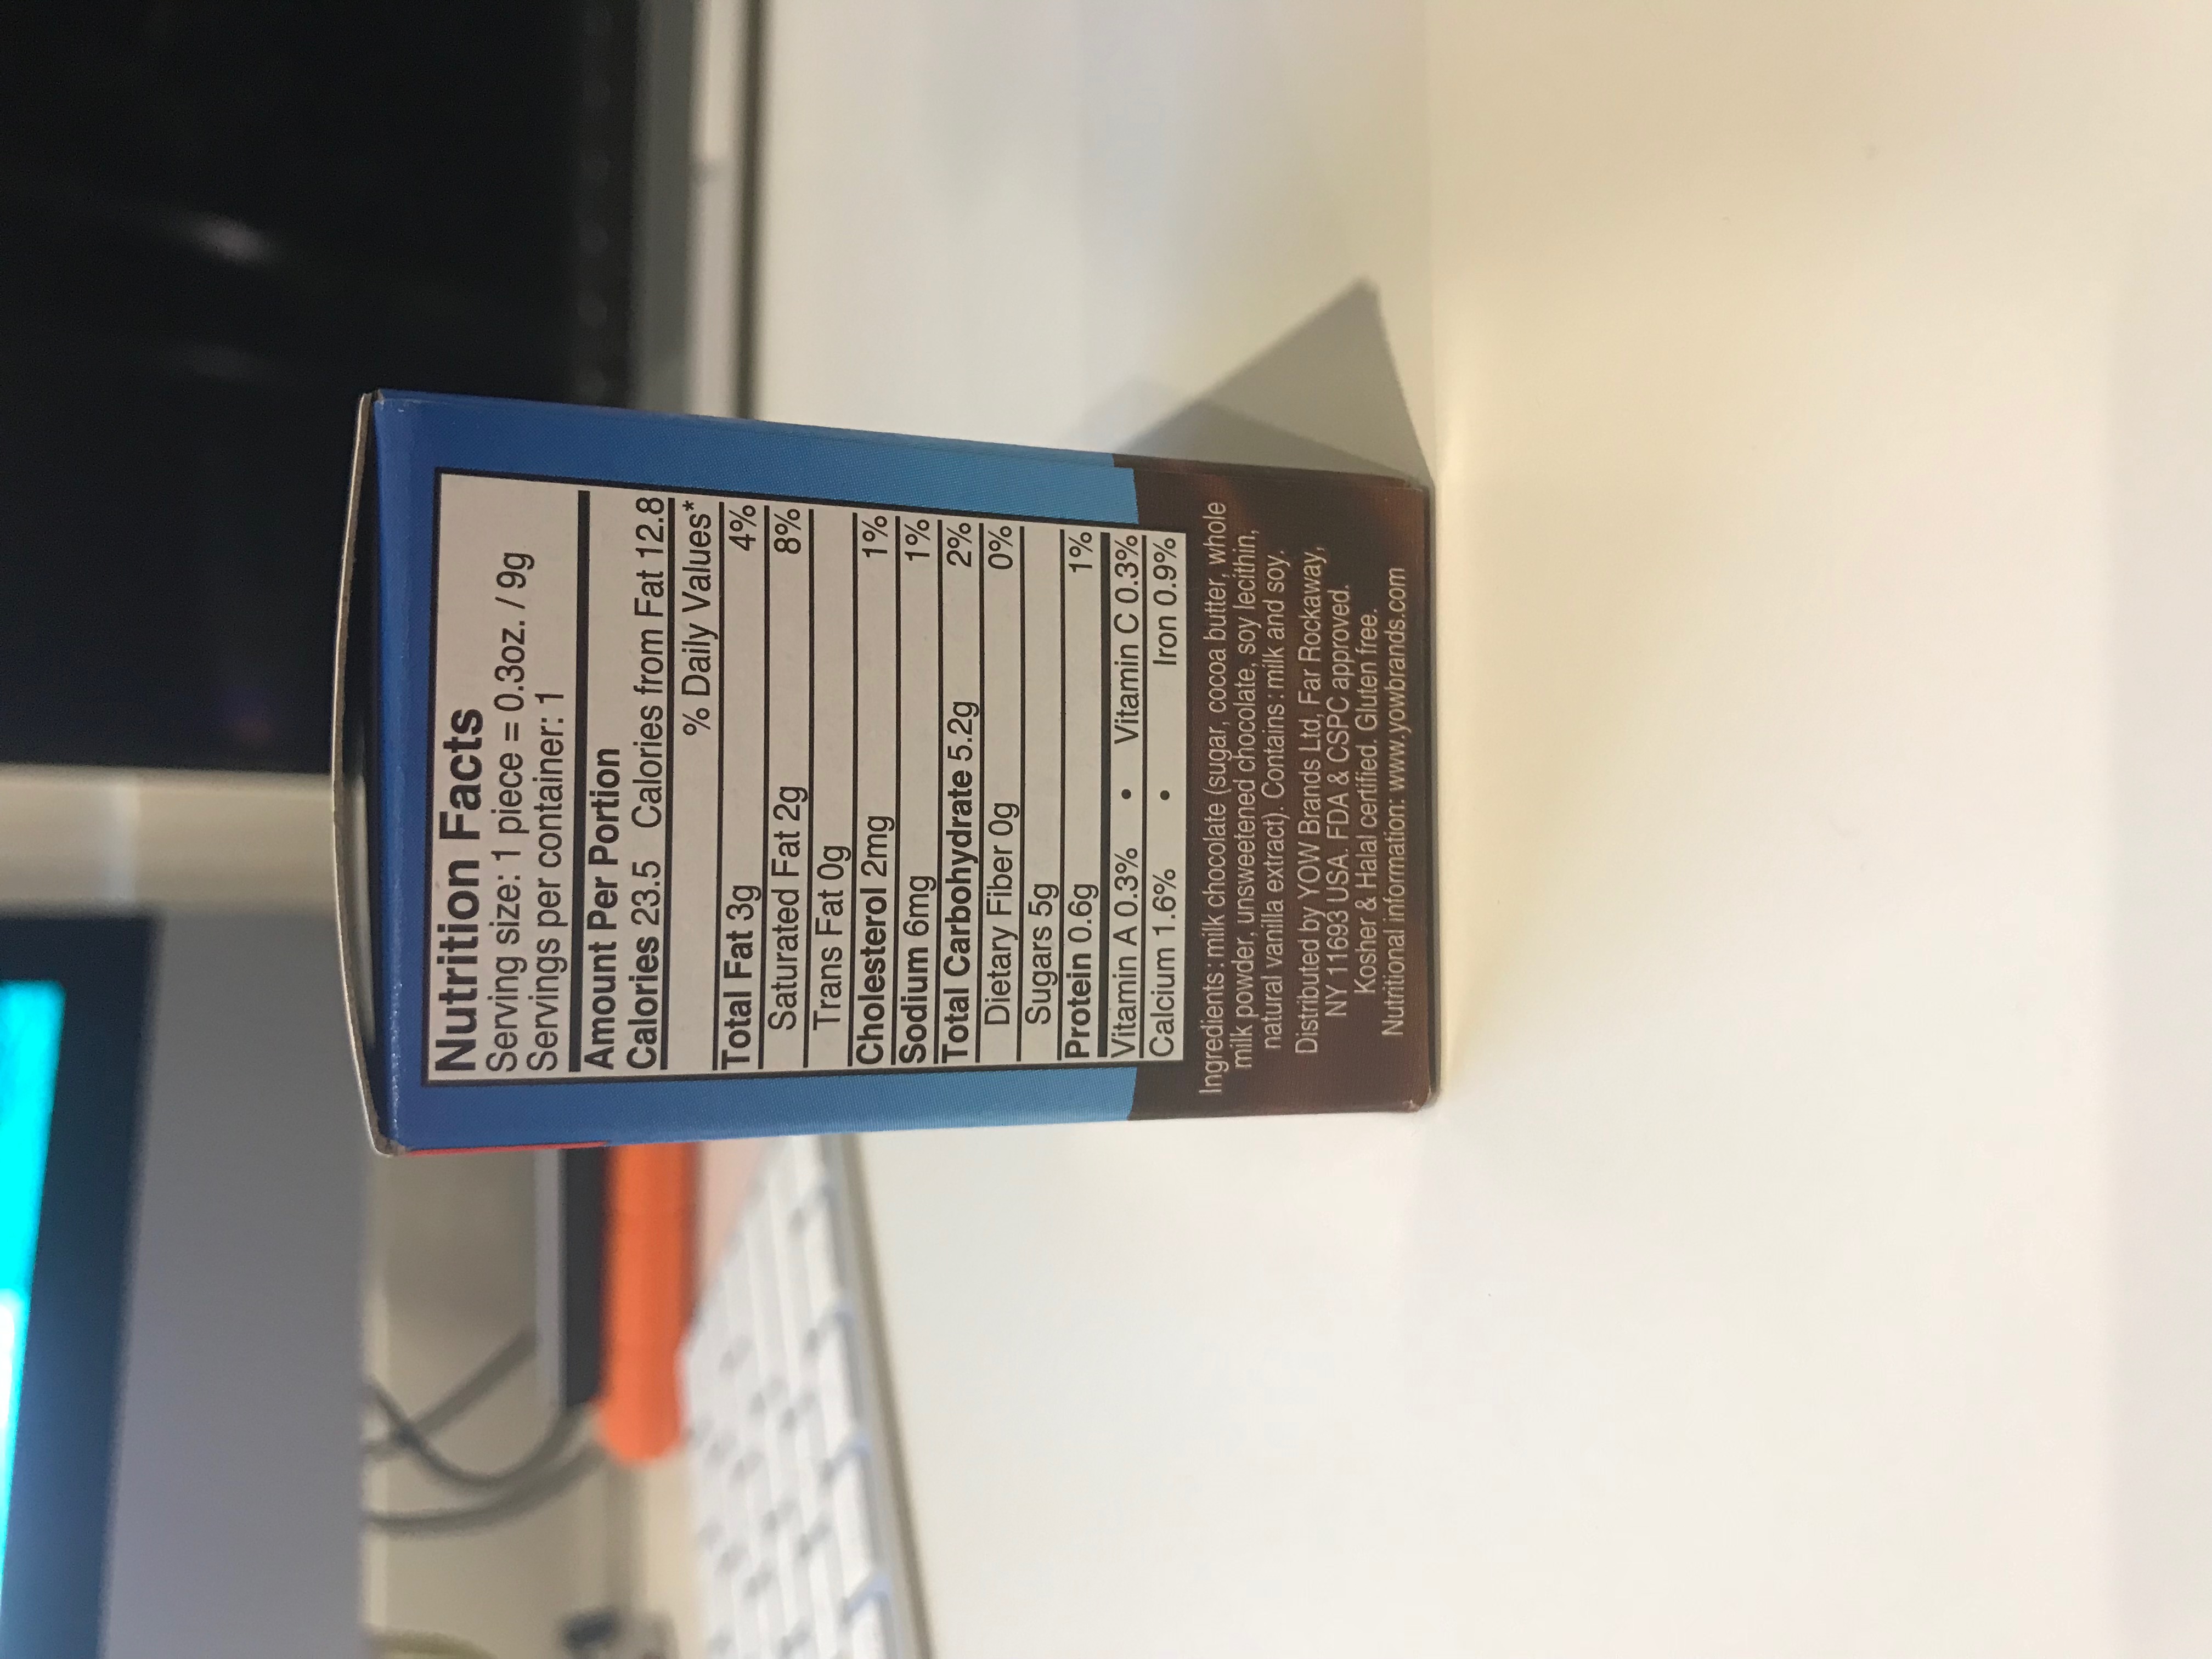 Nutrition Facts
Serving size: 1 piece = 0.3oz. / 9g
Servings per container: 1
Amount Per Portion
Calories 23.5 Calories from Fat 12.8
% Daily Values*
Total Fat 3g 4%
Saturated Fat 2g 8%
Trans Fat 0g
Cholesterol 2mg 1%
Sodium 6mg 1%
Total Carbohydrate 5.2g 2%
Dietary Fiber 0g 0%
Sugars 5g
Protein 0.6g 1%
Vitamin A 0.3% • Vitamin C 0.3%
Calcium 1.6% • Iron 0.9%
Ingredients : milk chocolate (sugar, cocoa butter, whole
milk powder, unsweetened chocolate, soy lecithin,
natural vanilla extract). Contains : milk and soy.
Distributed by YOW Brands Ltd, Far Rockaway,
NY 11693 USA. FDA & CSPC approved.
Kosher & Halal certified. Gluten free.
Nutritional information: www.yowbrands.com